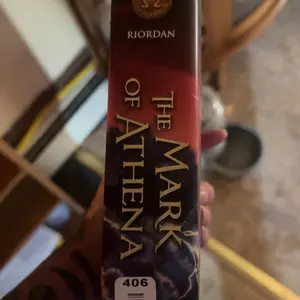 RIORDAN
THE MARK
OF ATHENA
406